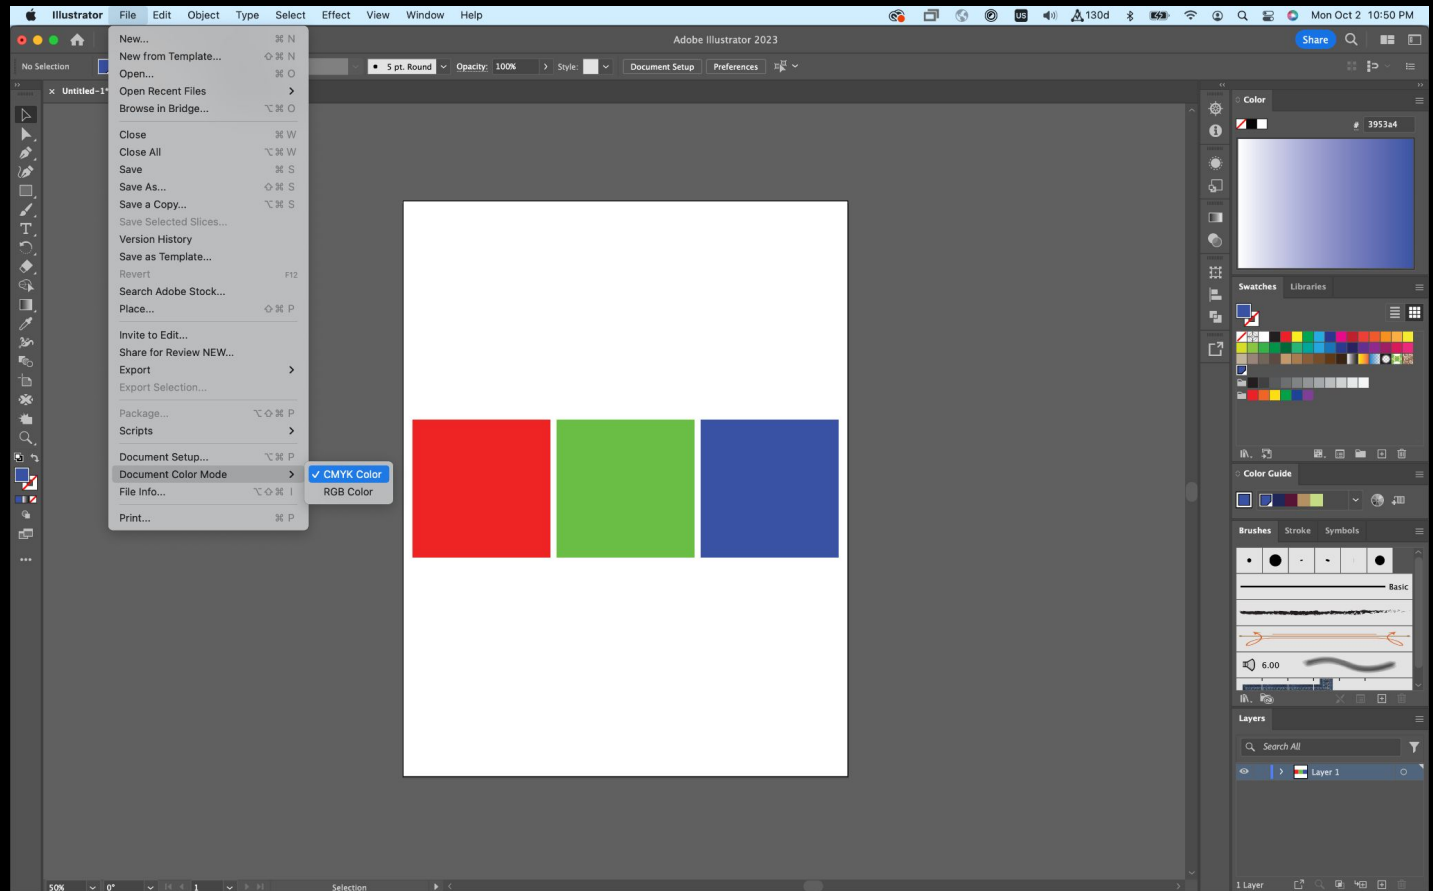 Illustrator File Edit Object Type Select Effect View Window Help US 130d Mon Oct 2 10:50 PM
Adobe Illustrator 2023 Share
No Selection 5 pt. Round Opacity: 100% Style: Document Setup Preferences
× Untitled-1*
New... ⌘ N
New from Template... ⇧ ⌘ N
Open... ⌘ O
Open Recent Files >
Browse in Bridge... ⌥ ⌘ O
Close ⌘ W
Close All ⌥ ⌘ W
Save ⌘ S
Save As... ⇧ ⌘ S
Save a Copy... ⌥ ⌘ S
Save Selected Slices...
Version History
Save as Template...
Revert F12
Search Adobe Stock...
Place... ⇧ ⌘ P
Invite to Edit...
Share for Review NEW...
Export >
Export Selection...
Package... ⌥ ⇧ ⌘ P
Scripts >
Document Setup... ⌥ ⌘ P
Document Color Mode >
File Info... ⌥ ⇧ ⌘ I
Print... ⌘ P
✓ CMYK Color
RGB Color
Color
# 3953a4
Swatches Libraries
Color Guide
Brushes Stroke Symbols
Basic
6.00
Layers
Search All
Layer 1
1 Layer
50% 0° 1 Selection